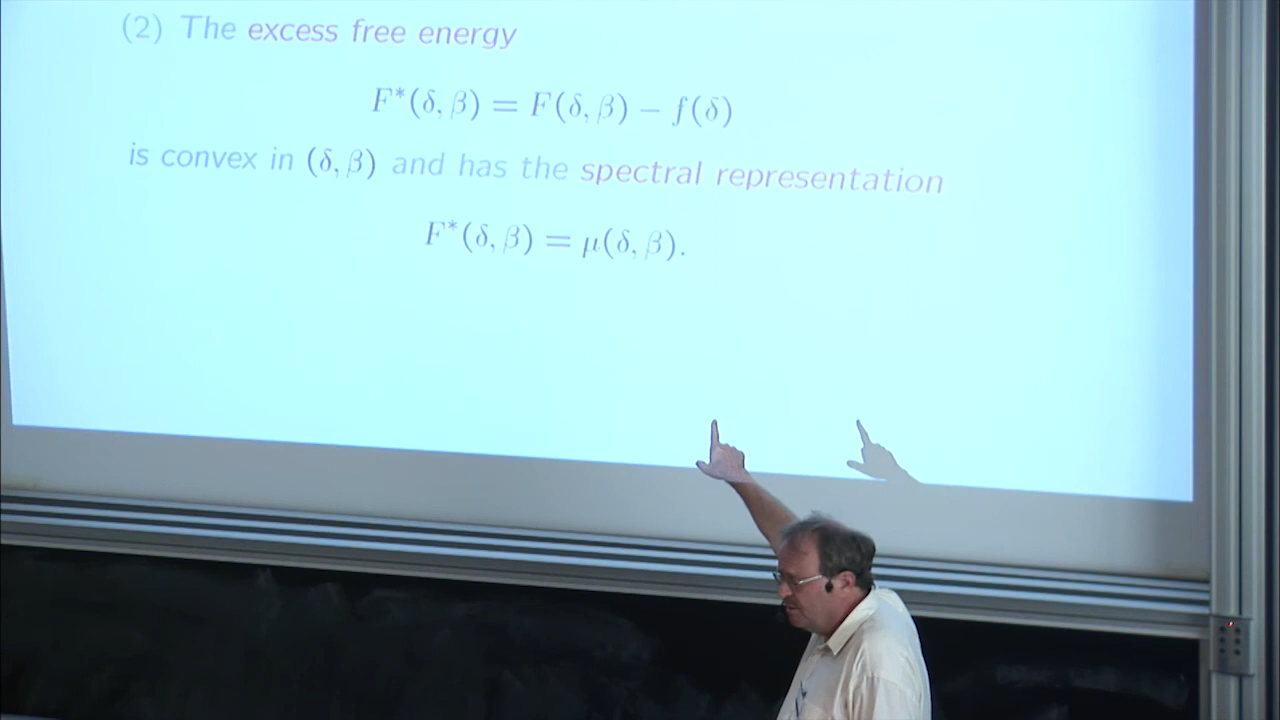 (2) The excess free energy
F*(δ, β) = F(δ, β) − f(δ)
is convex in (δ, β) and has the spectral representation
F*(δ, β) = μ(δ, β).